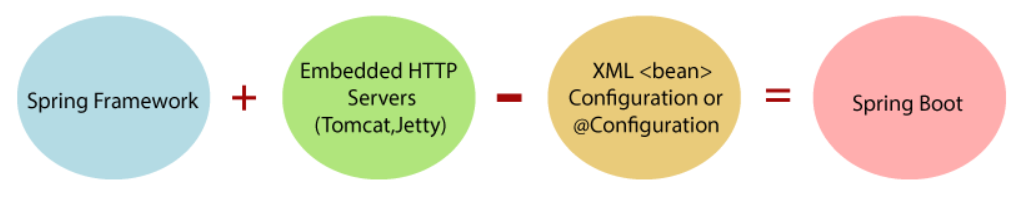 Spring Framework
+
Embedded HTTP
Servers
(Tomcat,Jetty)
-
XML <bean>
Configuration or
@Configuration
=
Spring Boot